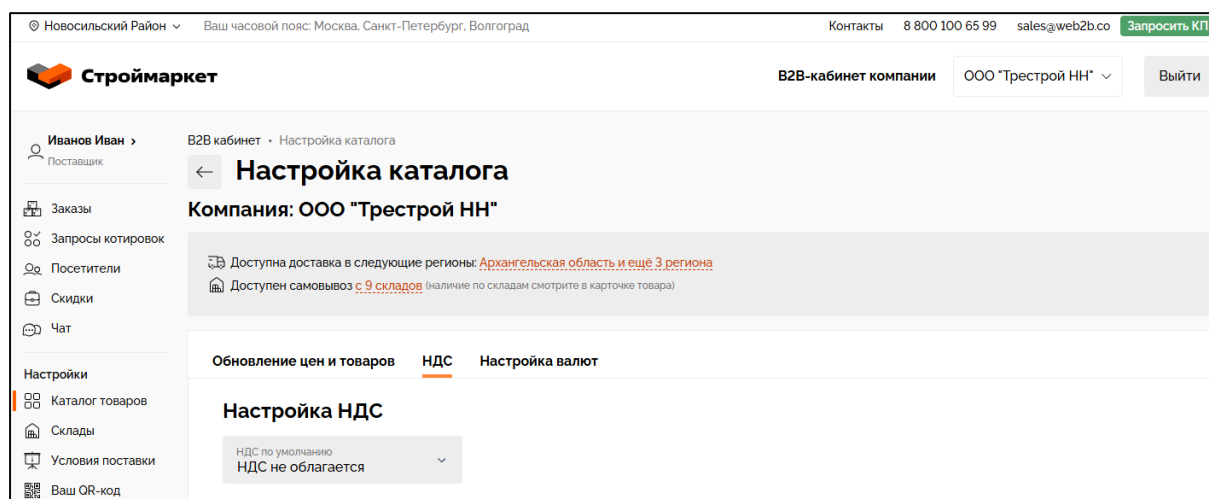 Новосильский Район
Ваш часовой пояс: Москва, Санкт-Петербург, Волгоград
Контакты
8 800 100 65 99
sales@web2b.co
Запросить КП
Строймаркет
B2B-кабинет компании
ООО "Трестрой НН"
Выйти
Иванов Иван
Поставщик
Заказы
Запросы котировок
Посетители
Скидки
Чат
Настройки
Каталог товаров
Склады
Условия поставки
Ваш QR-код
B2B кабинет • Настройка каталога
← Настройка каталога
Компания: ООО "Трестрой НН"
Доступна доставка в следующие регионы: Архангельская область и ещё 3 региона
Доступен самовывоз с 9 складов (наличие по складам смотрите в карточке товара)
Обновление цен и товаров
НДС
Настройка валют
Настройка НДС
НДС по умолчанию
НДС не облагается